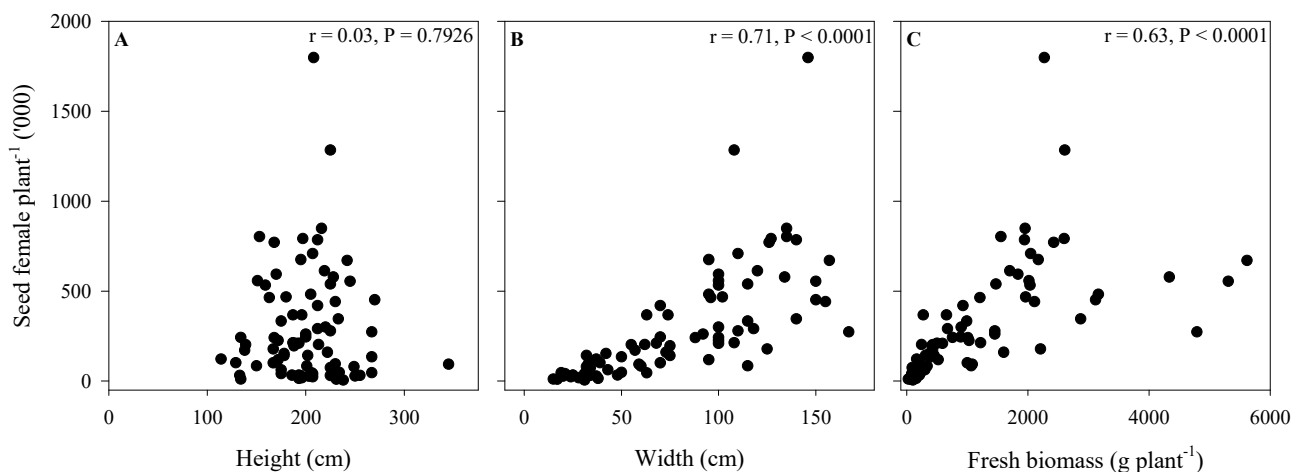 A
r = 0.03, P = 0.7926
B
r = 0.71, P < 0.0001
C
r = 0.63, P < 0.0001
Seed female plant⁻¹ ('000)
2000
1500
1000
500
0
0 100 200 300
0 50 100 150
0 2000 4000 6000
Height (cm)
Width (cm)
Fresh biomass (g plant⁻¹)